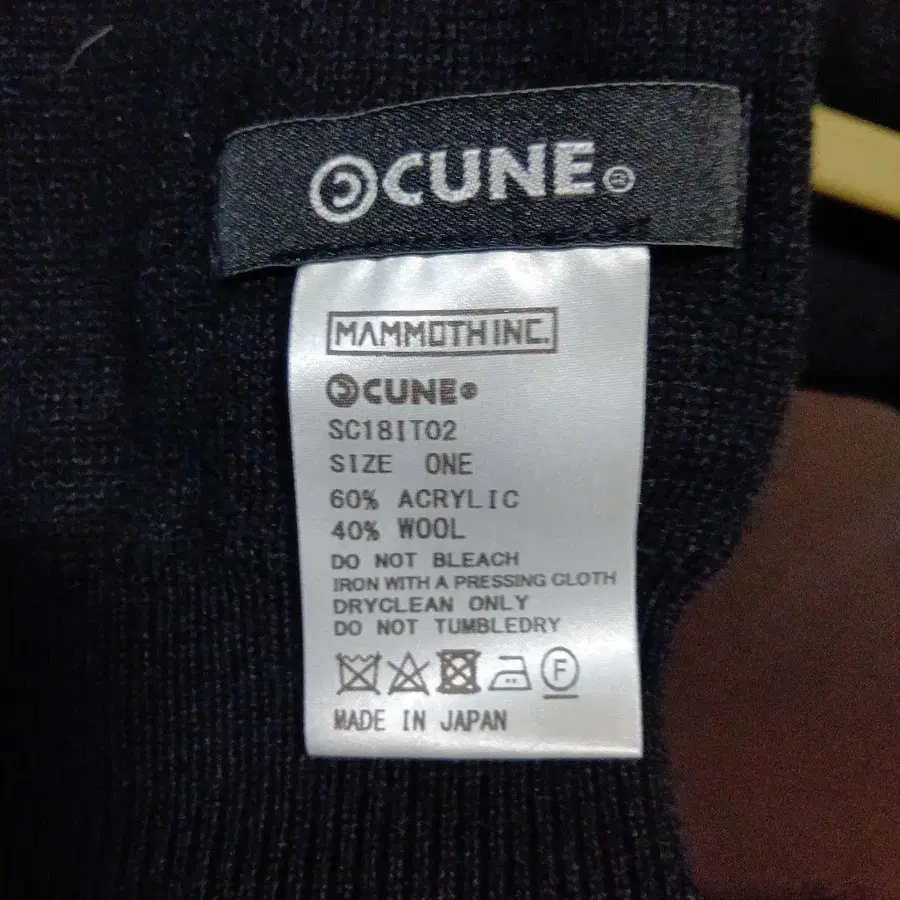 CUNE®
MAMMOTH INC.
CUNE®
SC18IT02
SIZE ONE
60% ACRYLIC
40% WOOL
DO NOT BLEACH
IRON WITH A PRESSING CLOTH
DRYCLEAN ONLY
DO NOT TUMBLEDRY
F
MADE IN JAPAN